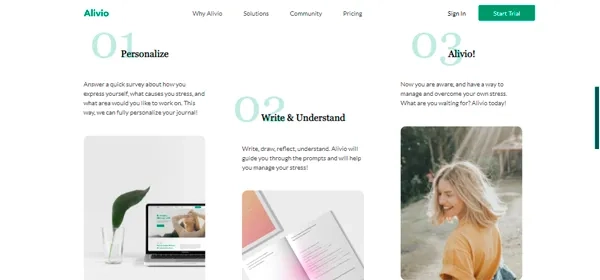 Alivio
Why Alivio
Solutions
Community
Pricing
Sign In
Start Trial
01
Personalize
Answer a quick survey about how you
express yourself, what causes you stress, and
what area would you like to work on. This
way, we can fully personalize your journal!
02
Write & Understand
Write, draw, reflect, understand. Alivio will
guide you through the prompts and will help
you manage your stress!
03
Alivio!
Now you are aware, and have a way to
manage and overcome your own stress.
What are you waiting for? Alivio today!